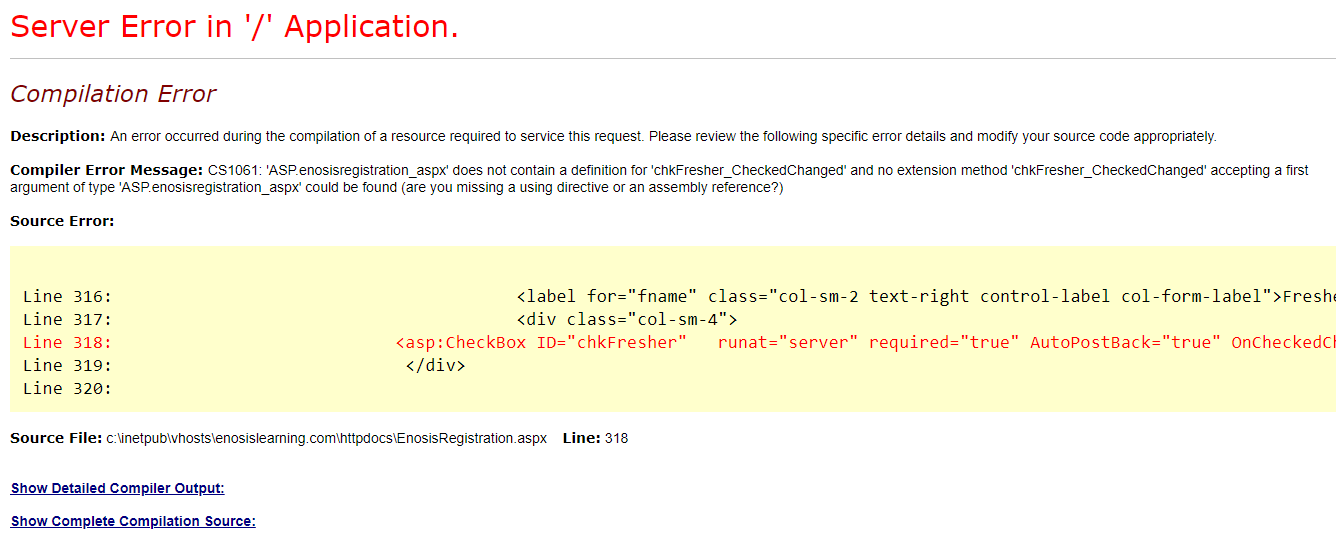 Server Error in '/' Application.
Compilation Error
Description: An error occurred during the compilation of a resource required to service this request. Please review the following specific error details and modify your source code appropriately.
Compiler Error Message: CS1061: 'ASP.enosisregistration_aspx' does not contain a definition for 'chkFresher_CheckedChanged' and no extension method 'chkFresher_CheckedChanged' accepting a first
argument of type 'ASP.enosisregistration_aspx' could be found (are you missing a using directive or an assembly reference?)
Source Error:
Line 316: <label for="fname" class="col-sm-2 text-right control-label col-form-label">Freshe
Line 317: <div class="col-sm-4">
Line 318: <asp:CheckBox ID="chkFresher" runat="server" required="true" AutoPostBack="true" OnCheckedCh
Line 319: </div>
Line 320:
Source File: c:\inetpub\vhosts\enosislearning.com\httpdocs\EnosisRegistration.aspx Line: 318
Show Detailed Compiler Output:
Show Complete Compilation Source: